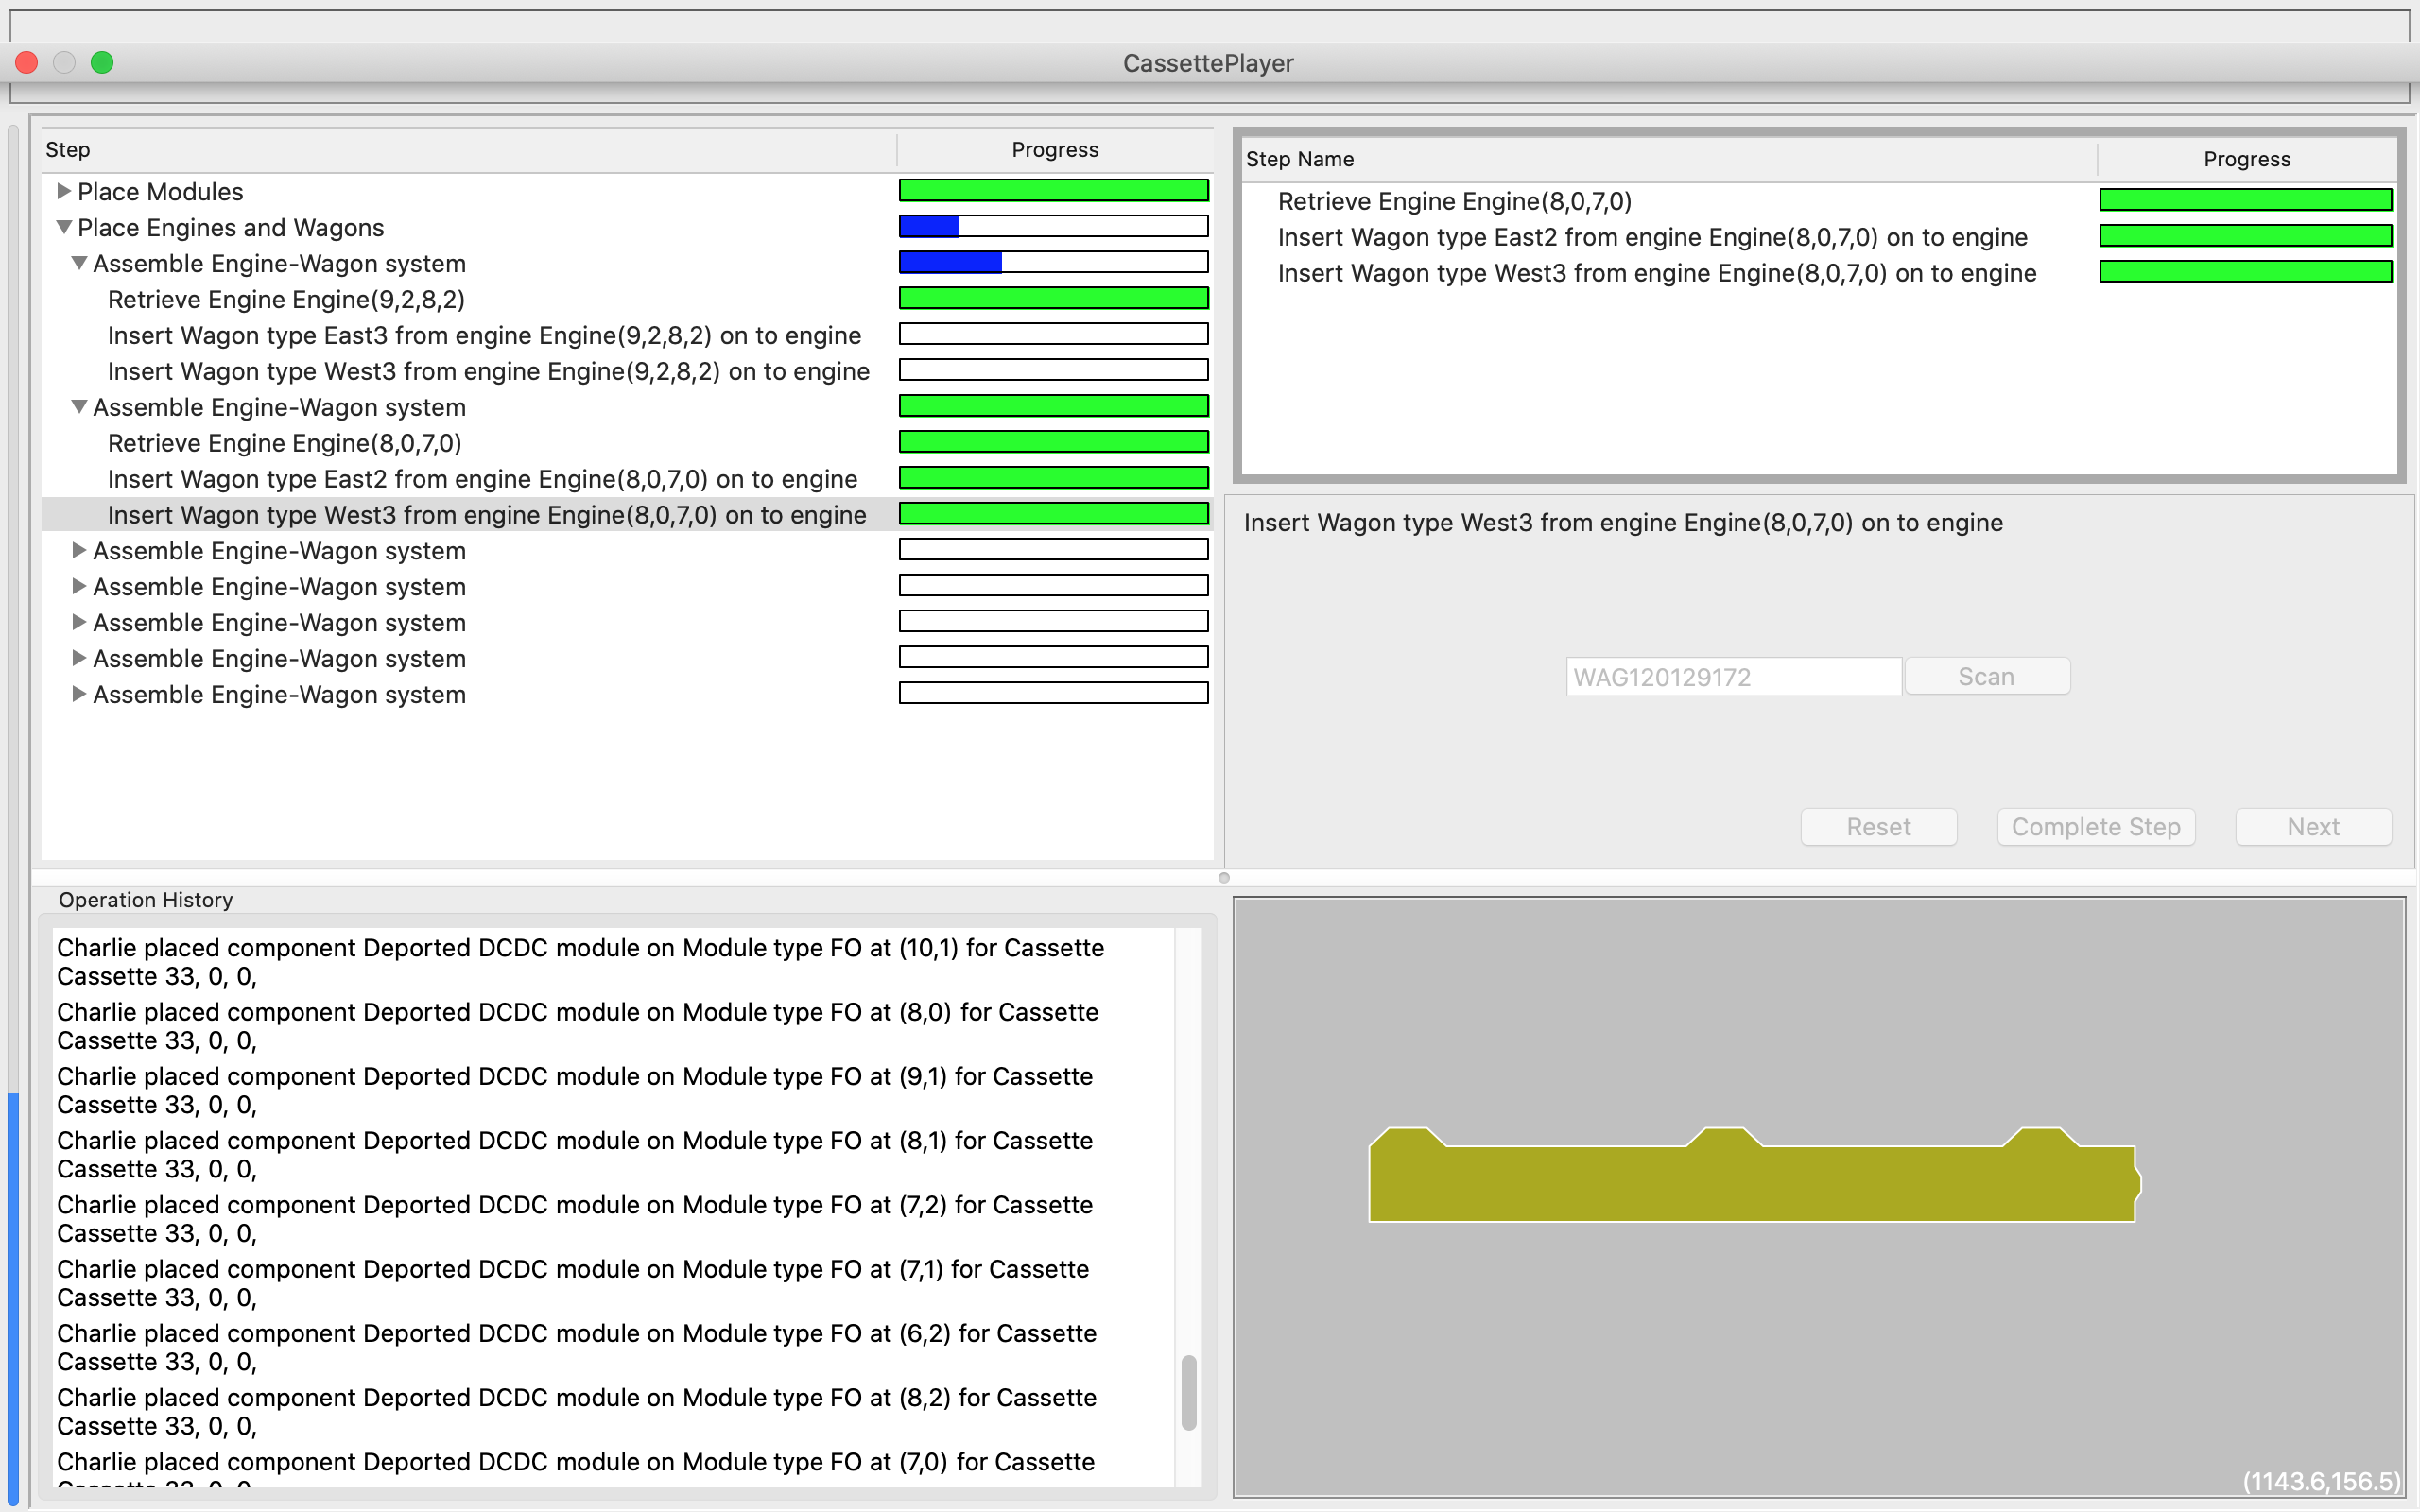 CassettePlayer
Step Progress
Place Modules
Place Engines and Wagons
Assemble Engine-Wagon system
Retrieve Engine Engine(9,2,8,2)
Insert Wagon type East3 from engine Engine(9,2,8,2) on to engine
Insert Wagon type West3 from engine Engine(9,2,8,2) on to engine
Assemble Engine-Wagon system
Retrieve Engine Engine(8,0,7,0)
Insert Wagon type East2 from engine Engine(8,0,7,0) on to engine
Insert Wagon type West3 from engine Engine(8,0,7,0) on to engine
Assemble Engine-Wagon system
Assemble Engine-Wagon system
Assemble Engine-Wagon system
Assemble Engine-Wagon system
Assemble Engine-Wagon system
Step Name Progress
Retrieve Engine Engine(8,0,7,0)
Insert Wagon type East2 from engine Engine(8,0,7,0) on to engine
Insert Wagon type West3 from engine Engine(8,0,7,0) on to engine
Insert Wagon type West3 from engine Engine(8,0,7,0) on to engine
WAG120129172 Scan
Reset Complete Step Next
Operation History
Charlie placed component Deported DCDC module on Module type FO at (10,1) for Cassette
Cassette 33, 0, 0,
Charlie placed component Deported DCDC module on Module type FO at (8,0) for Cassette
Cassette 33, 0, 0,
Charlie placed component Deported DCDC module on Module type FO at (9,1) for Cassette
Cassette 33, 0, 0,
Charlie placed component Deported DCDC module on Module type FO at (8,1) for Cassette
Cassette 33, 0, 0,
Charlie placed component Deported DCDC module on Module type FO at (7,2) for Cassette
Cassette 33, 0, 0,
Charlie placed component Deported DCDC module on Module type FO at (7,1) for Cassette
Cassette 33, 0, 0,
Charlie placed component Deported DCDC module on Module type FO at (6,2) for Cassette
Cassette 33, 0, 0,
Charlie placed component Deported DCDC module on Module type FO at (8,2) for Cassette
Cassette 33, 0, 0,
Charlie placed component Deported DCDC module on Module type FO at (7,0) for Cassette
(1143.6,156.5)